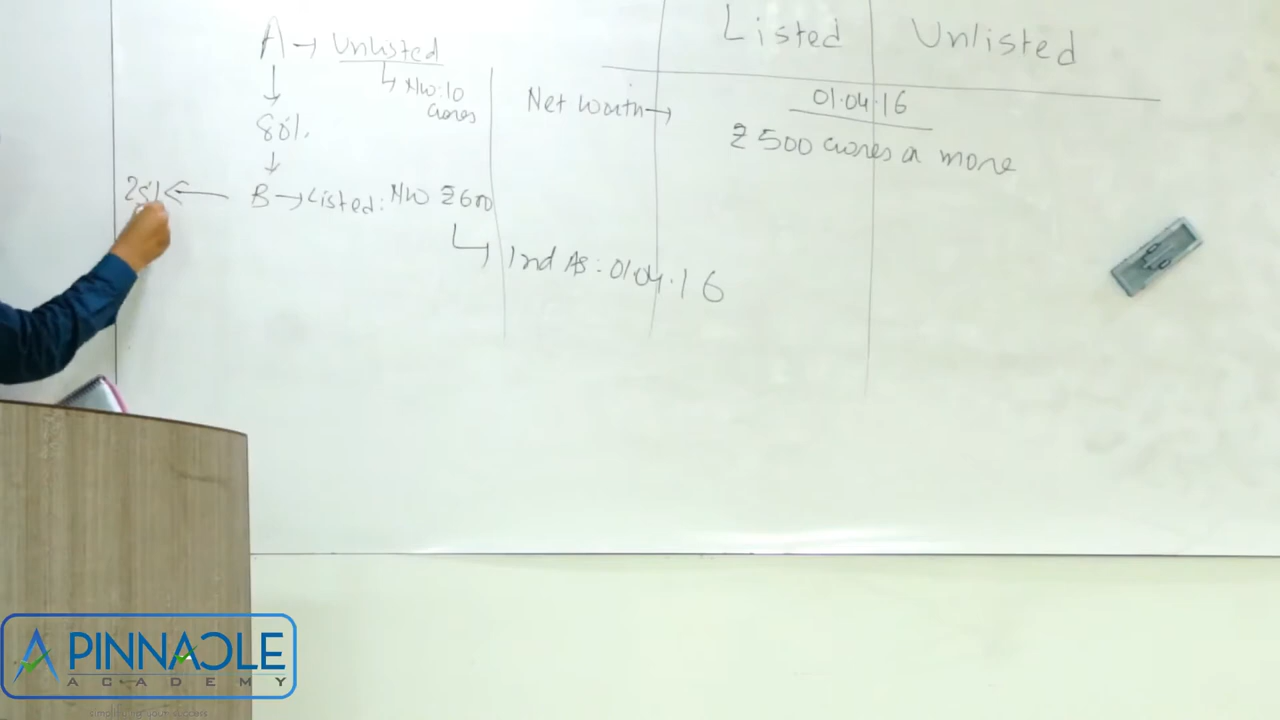 A → Unlisted
↳ NW:10
crores
↓
80%
↓
25% ← B → Listed: NW ₹600
↳ Ind AS: 01.04.16
Listed
Unlisted
Net worth →
01.04.16
₹ 500 crores or more
PINNACLE
ACADEMY